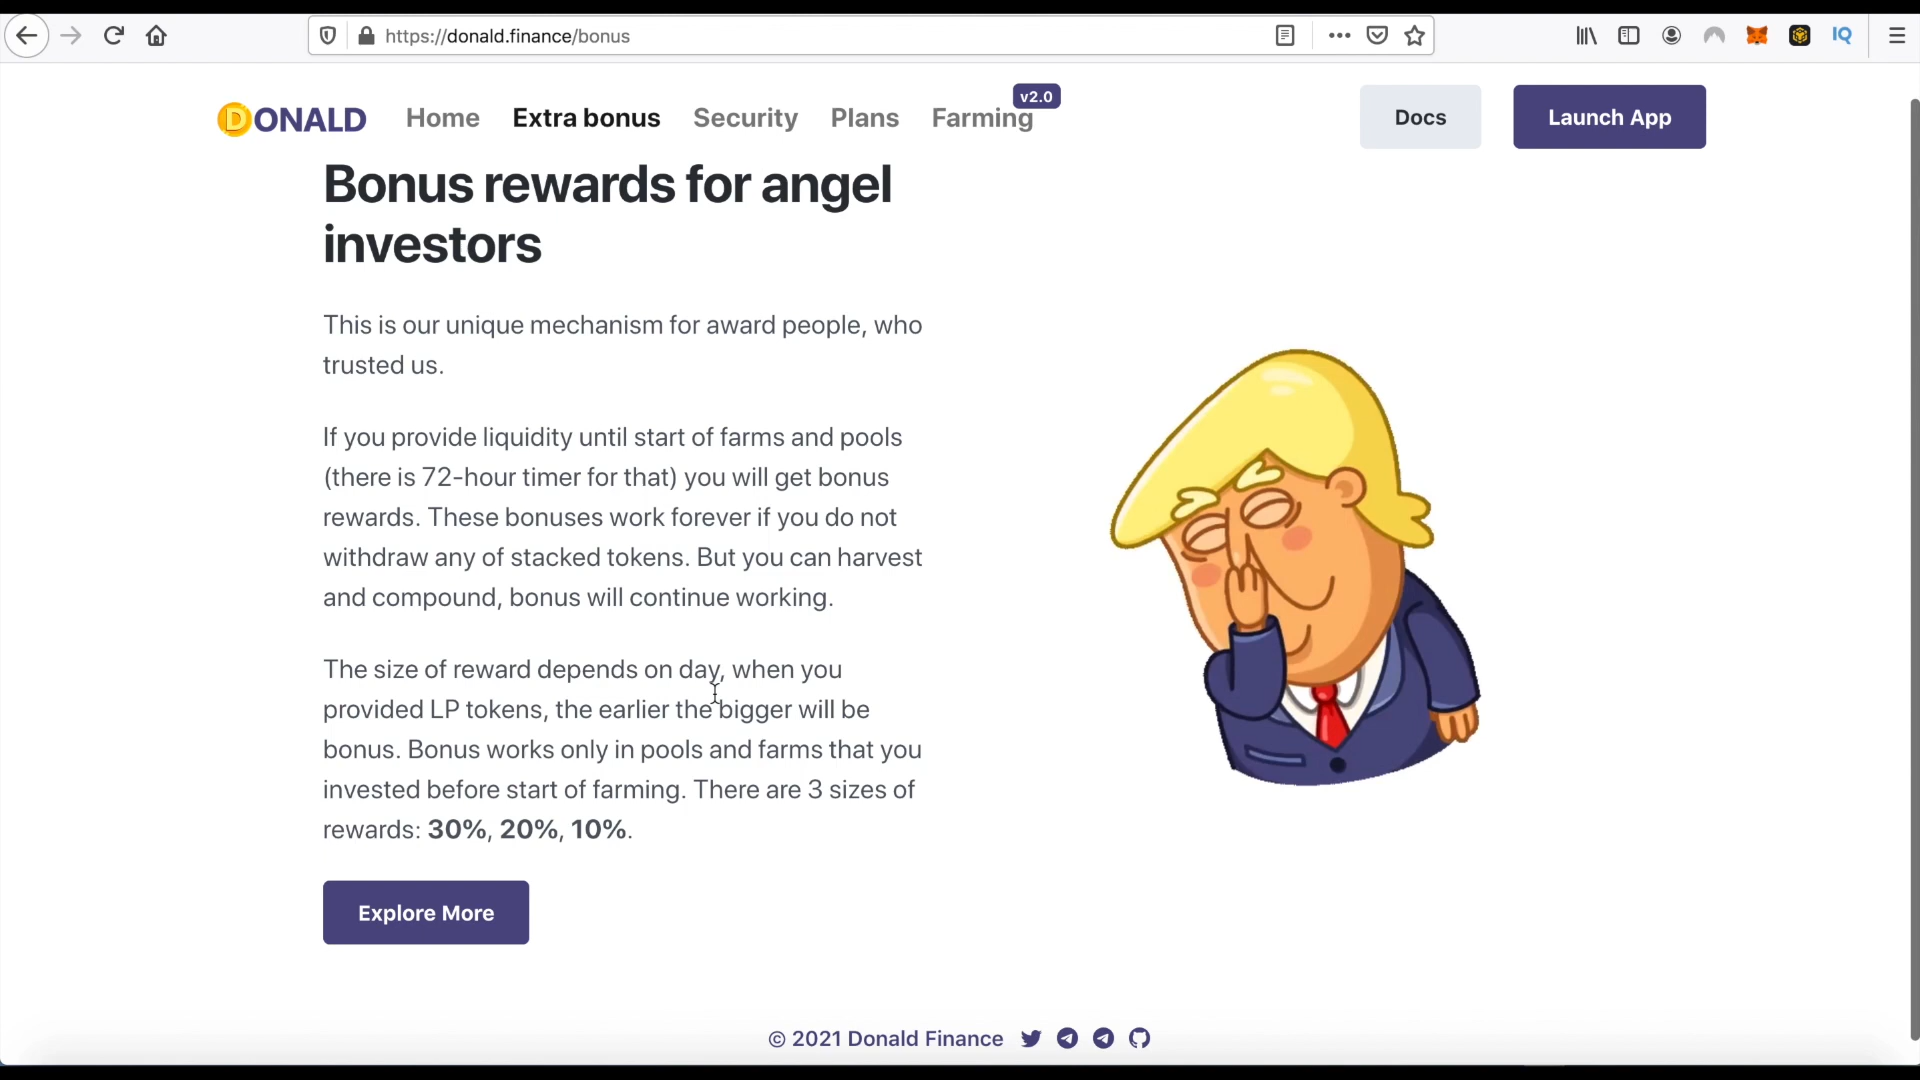 https://donald.finance/bonus
IQ
v2.0
DONALD Home Extra bonus Security Plans Farming Docs Launch App
Bonus rewards for angel
investors
This is our unique mechanism for award people, who
trusted us.
If you provide liquidity until start of farms and pools
(there is 72-hour timer for that) you will get bonus
rewards. These bonuses work forever if you do not
withdraw any of stacked tokens. But you can harvest
and compound, bonus will continue working.
The size of reward depends on day, when you
provided LP tokens, the earlier the bigger will be
bonus. Bonus works only in pools and farms that you
invested before start of farming. There are 3 sizes of
rewards: 30%, 20%, 10%.
Explore More
© 2021 Donald Finance